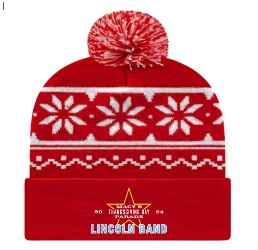 MACY'S
20 THANKSGIVING DAY 24
PARADE
LINCOLN BAND